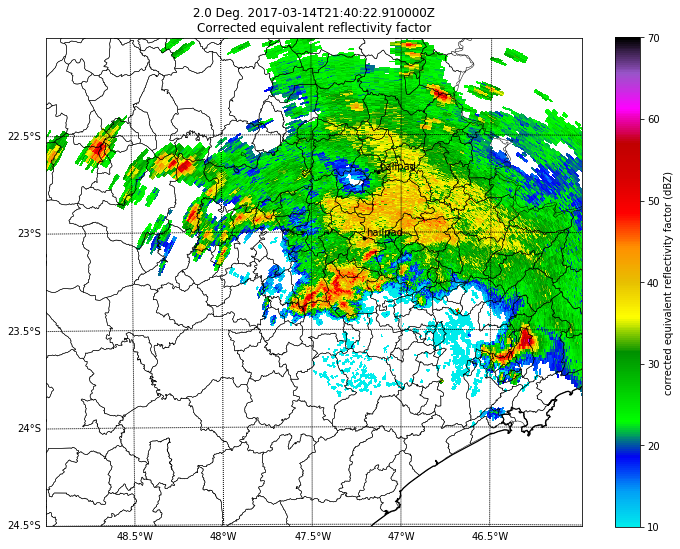 2.0 Deg. 2017-03-14T21:40:22.910000Z
Corrected equivalent reflectivity factor
70
60
50
40
30
20
10
corrected equivalent reflectivity factor (dBZ)
22.5°S
hailpad
23°S
hailpad
23.5°S
24°S
24.5°S
48.5°W
48°W
47.5°W
47°W
46.5°W